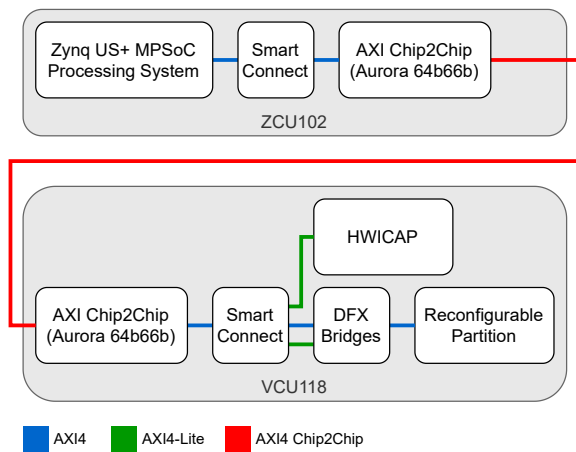 Zynq US+ MPSoC
Processing System
Smart
Connect
AXI Chip2Chip
(Aurora 64b66b)
ZCU102
HWICAP
AXI Chip2Chip
(Aurora 64b66b)
Smart
Connect
DFX
Bridges
Reconfigurable
Partition
VCU118
AXI4
AXI4-Lite
AXI4 Chip2Chip